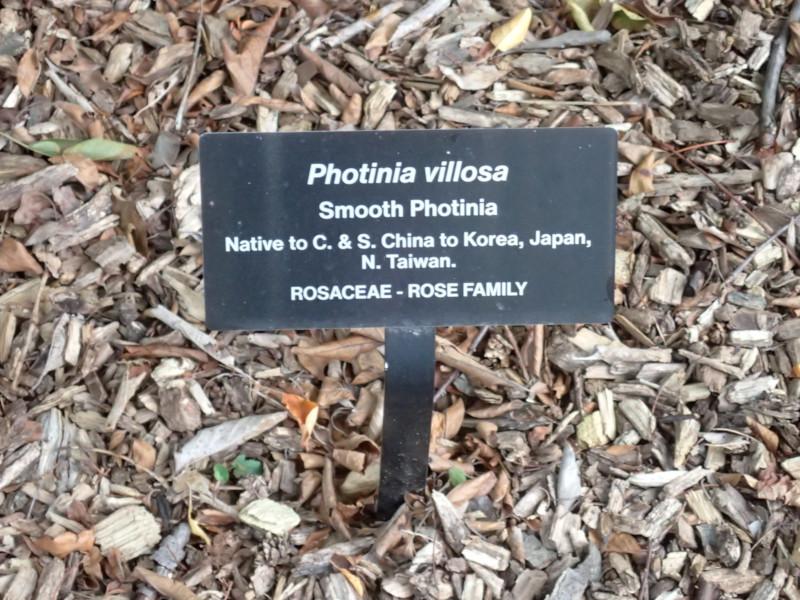 Photinia villosa
Smooth Photinia
Native to C. & S. China to Korea, Japan,
N. Taiwan.
ROSACEAE - ROSE FAMILY